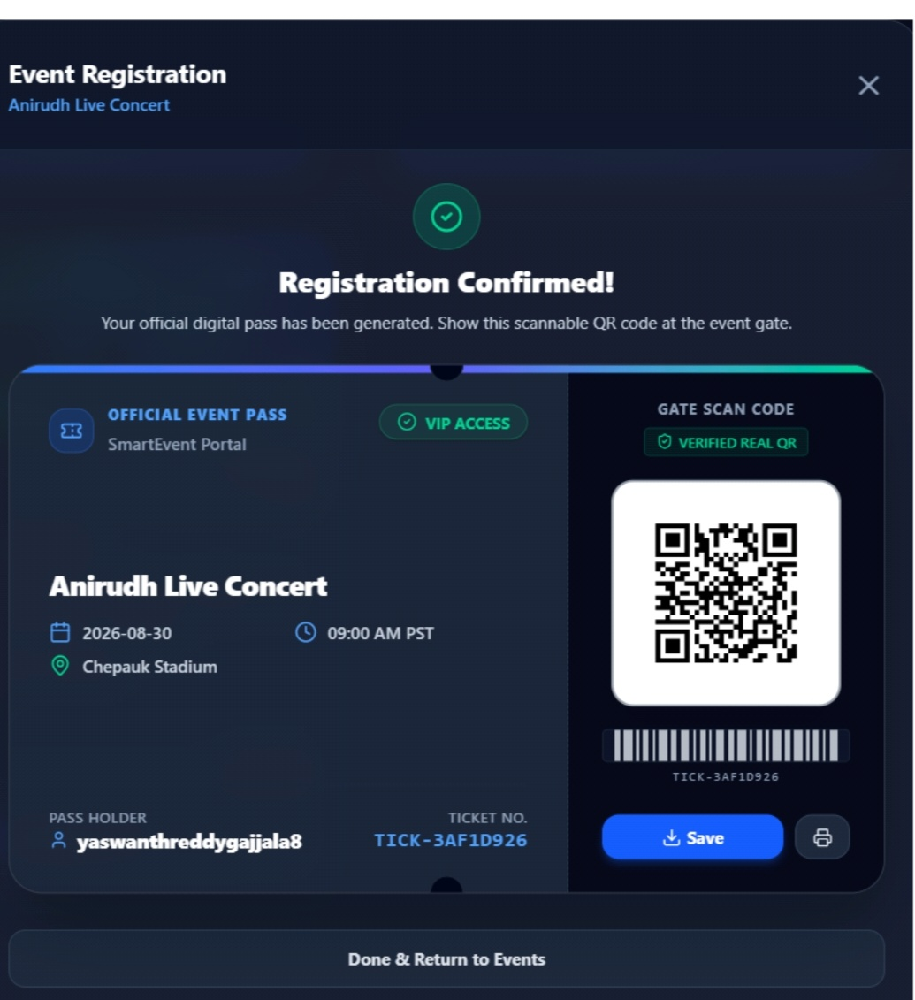 Event Registration
Anirudh Live Concert
Registration Confirmed!
Your official digital pass has been generated. Show this scannable QR code at the event gate.
OFFICIAL EVENT PASS
SmartEvent Portal
VIP ACCESS
Anirudh Live Concert
2026-08-30
09:00 AM PST
Chepauk Stadium
PASS HOLDER
yaswanthreddygajjala8
TICKET NO.
TICK-3AF1D926
GATE SCAN CODE
VERIFIED REAL QR
TICK-3AF1D926
Save
Done & Return to Events